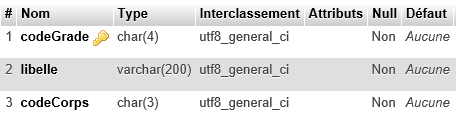 # Nom Type Interclassement Attributs Null Défaut
1 codeGrade char(4) utf8_general_ci Non Aucune
2 libelle varchar(200) utf8_general_ci Non Aucune
3 codeCorps char(3) utf8_general_ci Non Aucune